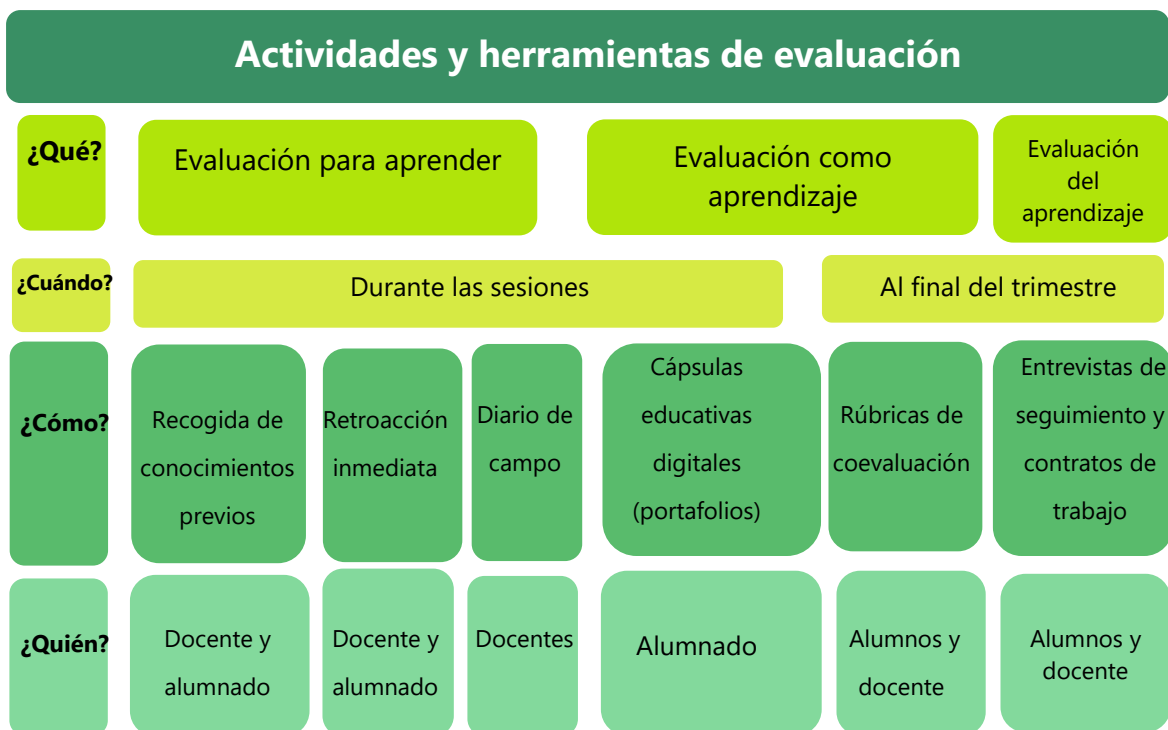 Actividades y herramientas de evaluación
¿Qué?
Evaluación para aprender
Evaluación como
aprendizaje
Evaluación
del
aprendizaje
¿Cuándo?
Durante las sesiones
Al final del trimestre
¿Cómo?
Recogida de
conocimientos
previos
Retroacción
inmediata
Diario de
campo
Cápsulas
educativas
digitales
(portafolios)
Rúbricas de
coevaluación
Entrevistas de
seguimiento y
contratos de
trabajo
¿Quién?
Docente y
alumnado
Docente y
alumnado
Docentes
Alumnado
Alumnos y
docente
Alumnos y
docente